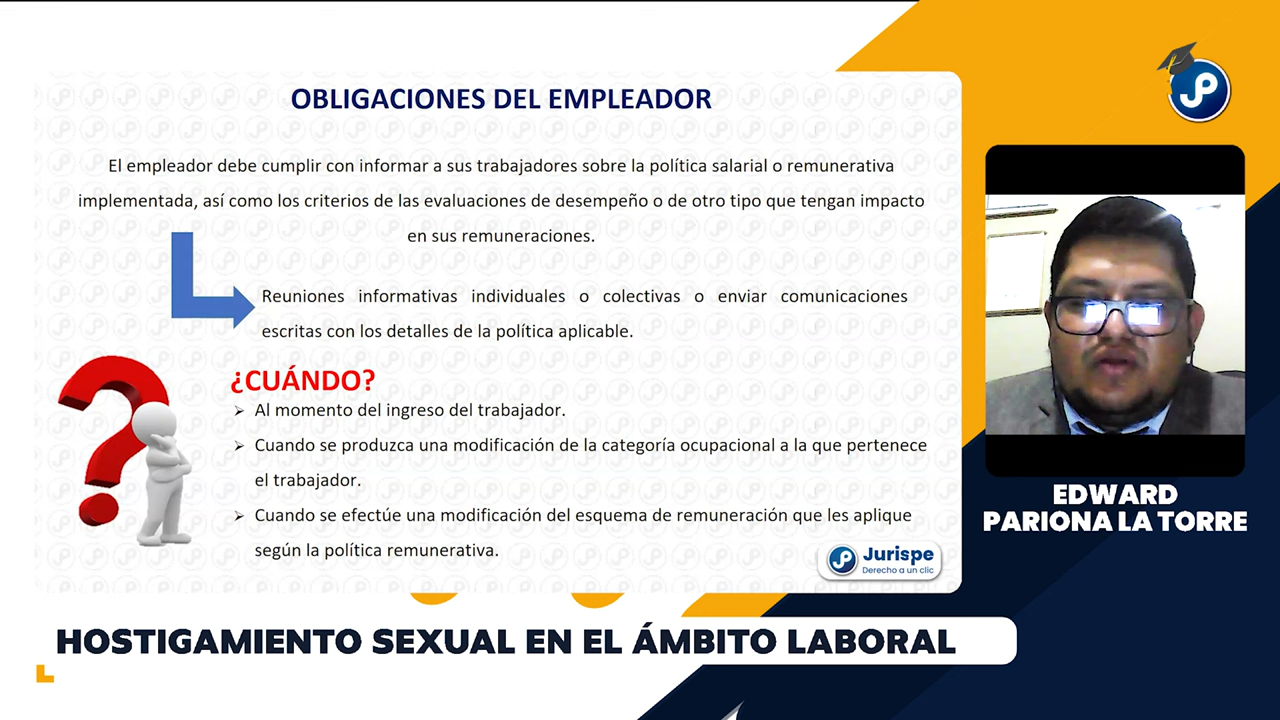 OBLIGACIONES DEL EMPLEADOR
El empleador debe cumplir con informar a sus trabajadores sobre la política salarial o remunerativa
implementada, así como los criterios de las evaluaciones de desempeño o de otro tipo que tengan impacto
en sus remuneraciones.
Reuniones informativas individuales o colectivas o enviar comunicaciones
escritas con los detalles de la política aplicable.
¿CUÁNDO?
Al momento del ingreso del trabajador.
Cuando se produzca una modificación de la categoría ocupacional a la que pertenece
el trabajador.
Cuando se efectúe una modificación del esquema de remuneración que les aplique
según la política remunerativa.
JP Jurispe
Derecho a un clic
JP
EDWARD
PARIONA LA TORRE
HOSTIGAMIENTO SEXUAL EN EL ÁMBITO LABORAL